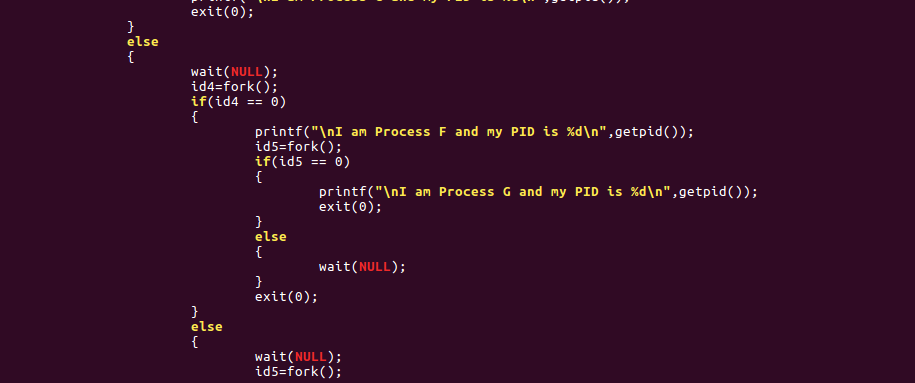 exit(0);
}
else
{
wait(NULL);
id4=fork();
if(id4 == 0)
{
printf("\nI am Process F and my PID is %d\n",getpid());
id5=fork();
if(id5 == 0)
{
printf("\nI am Process G and my PID is %d\n",getpid());
exit(0);
}
else
{
wait(NULL);
}
exit(0);
}
else
{
wait(NULL);
id5=fork();